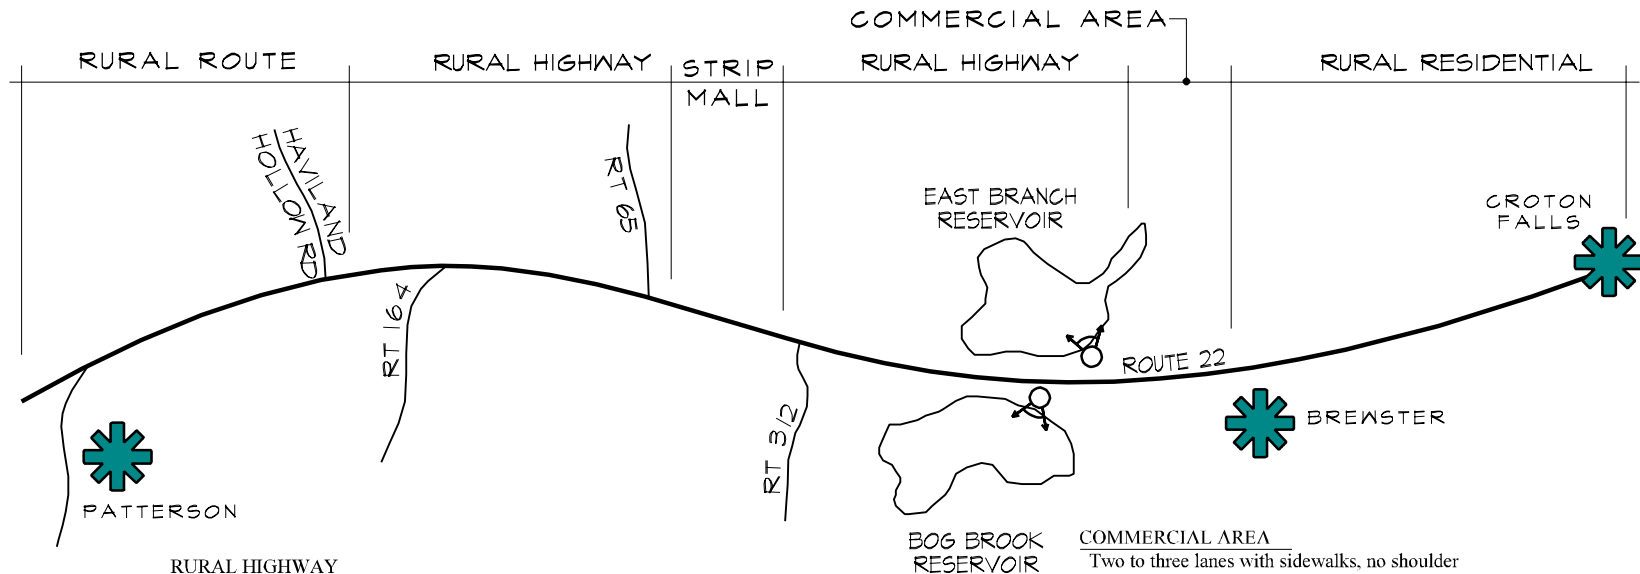 COMMERCIAL AREA
RURAL ROUTE
RURAL HIGHWAY
STRIP
MALL
RURAL HIGHWAY
RURAL RESIDENTIAL
HAVILAND
HOLLOW RD
RT 65
EAST BRANCH
RESERVOIR
CROTON
FALLS
RT 164
ROUTE 22
RT 312
BREWSTER
PATTERSON
BOG BROOK
RESERVOIR
COMMERCIAL AREA
Two to three lanes with sidewalks, no shoulder
RURAL HIGHWAY